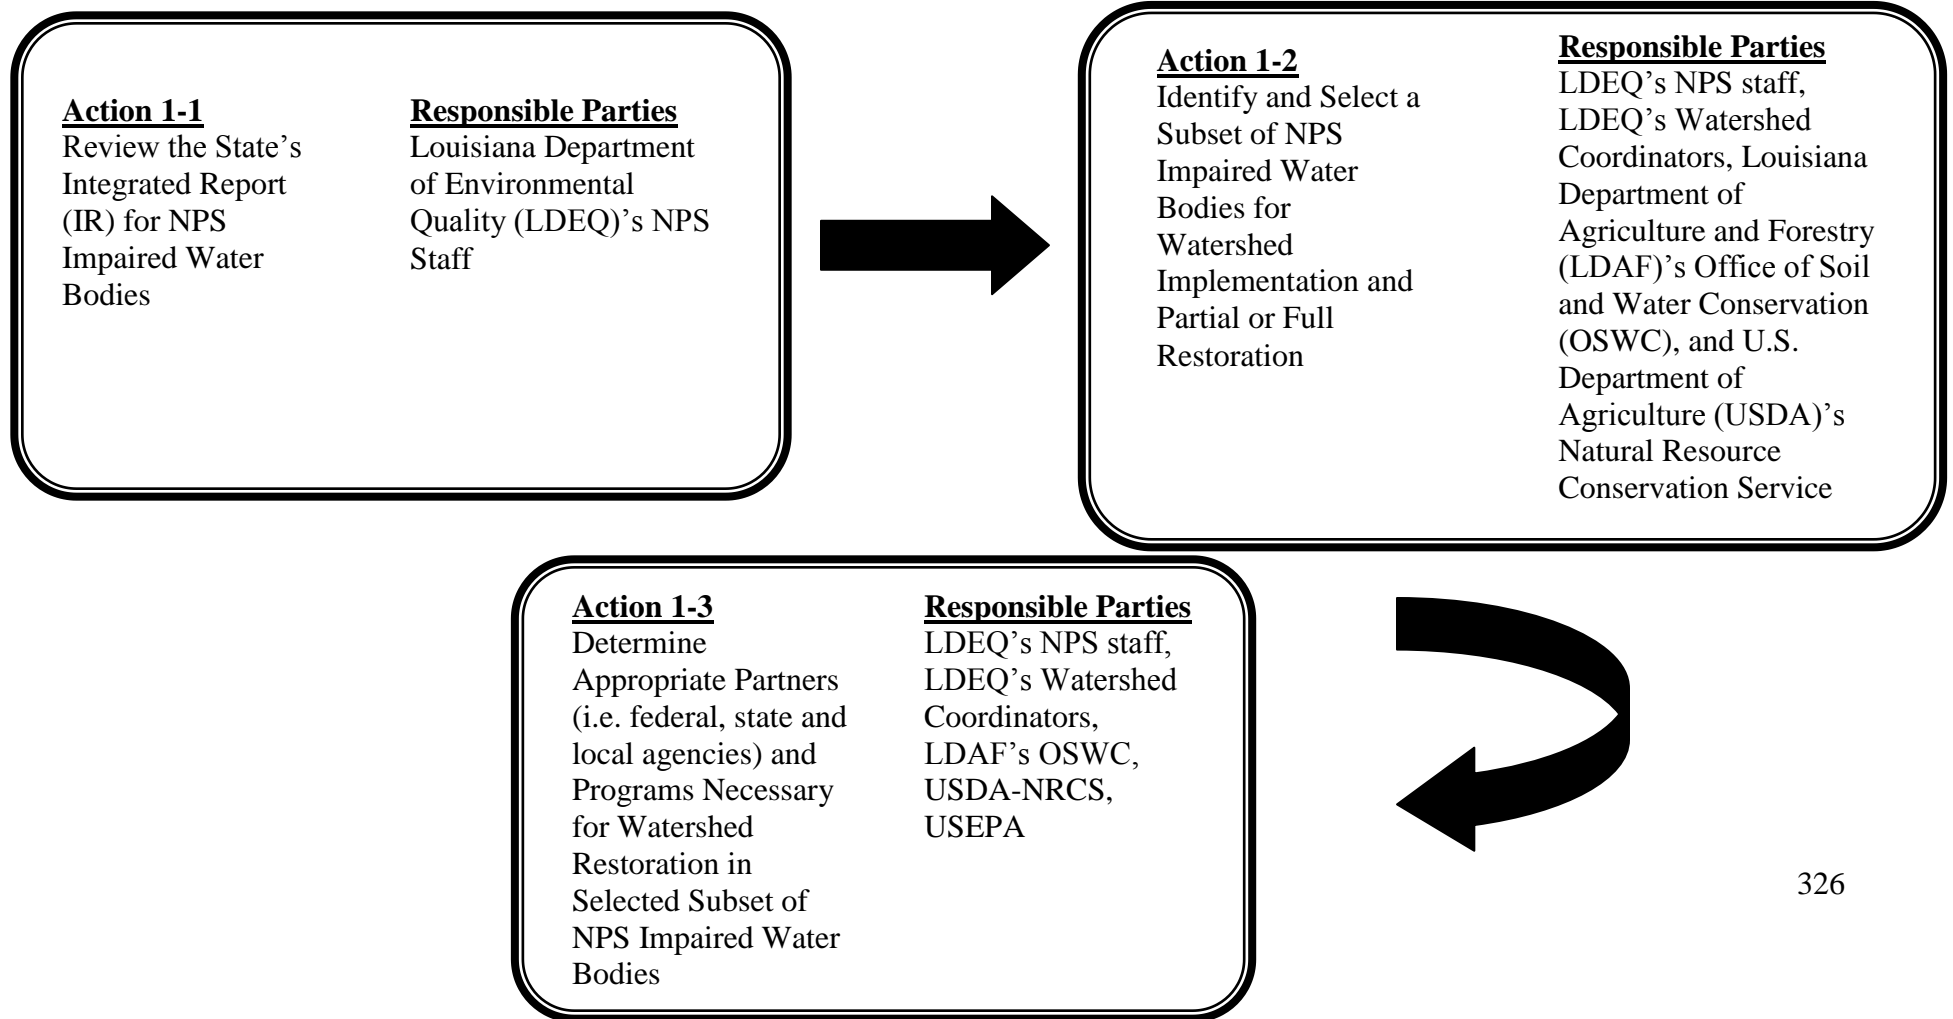 Action 1-1
Review the State’s
Integrated Report
(IR) for NPS
Impaired Water
Bodies
Responsible Parties
Louisiana Department
of Environmental
Quality (LDEQ)’s NPS
Staff
Action 1-2
Identify and Select a
Subset of NPS
Impaired Water
Bodies for
Watershed
Implementation and
Partial or Full
Restoration
Responsible Parties
LDEQ’s NPS staff,
LDEQ’s Watershed
Coordinators, Louisiana
Department of
Agriculture and Forestry
(LDAF)’s Office of Soil
and Water Conservation
(OSWC), and U.S.
Department of
Agriculture (USDA)’s
Natural Resource
Conservation Service
Action 1-3
Determine
Appropriate Partners
(i.e. federal, state and
local agencies) and
Programs Necessary
for Watershed
Restoration in
Selected Subset of
NPS Impaired Water
Bodies
Responsible Parties
LDEQ’s NPS staff,
LDEQ’s Watershed
Coordinators,
LDAF’s OSWC,
USDA-NRCS,
USEPA
326